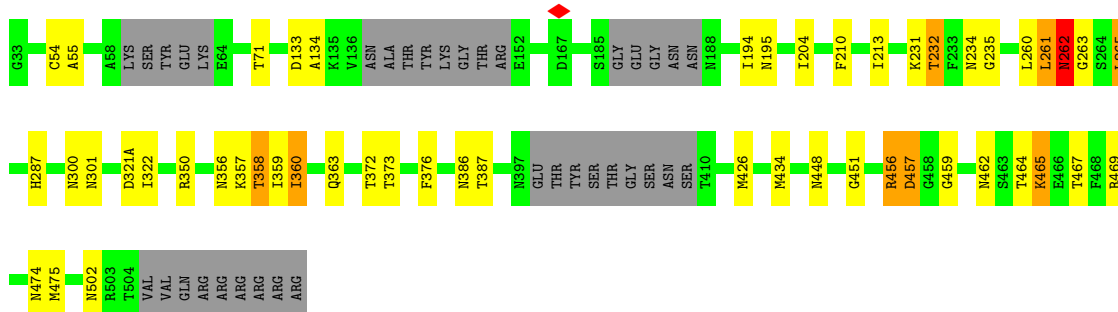 G33 C54 A55 A58 LYS SER TYR GLU LYS E64 T71 D133 A134 K135 V136 ASN ALA THR TYR LYS GLY THR ARG E152 D167 S185 GLY GLU GLY ASN ASN N188 I194 N195 I204 F210 I213 K231 T232 F233 N234 G235 L260 L261 N262 G263 S264
H287 N300 N301 D321A I322 R350 N356 K357 T358 I359 I360 Q363 T372 T373 F376 N386 T387 N397 GLU THR TYR SER THR GLY SER ASN SER T410 M426 M434 N448 G451 R456 D457 G458 G459 N462 S463 T464 K465 E466 T467 F468 R469
N474 M475 N502 R503 T504 VAL VAL GLN ARG ARG ARG ARG ARG ARG